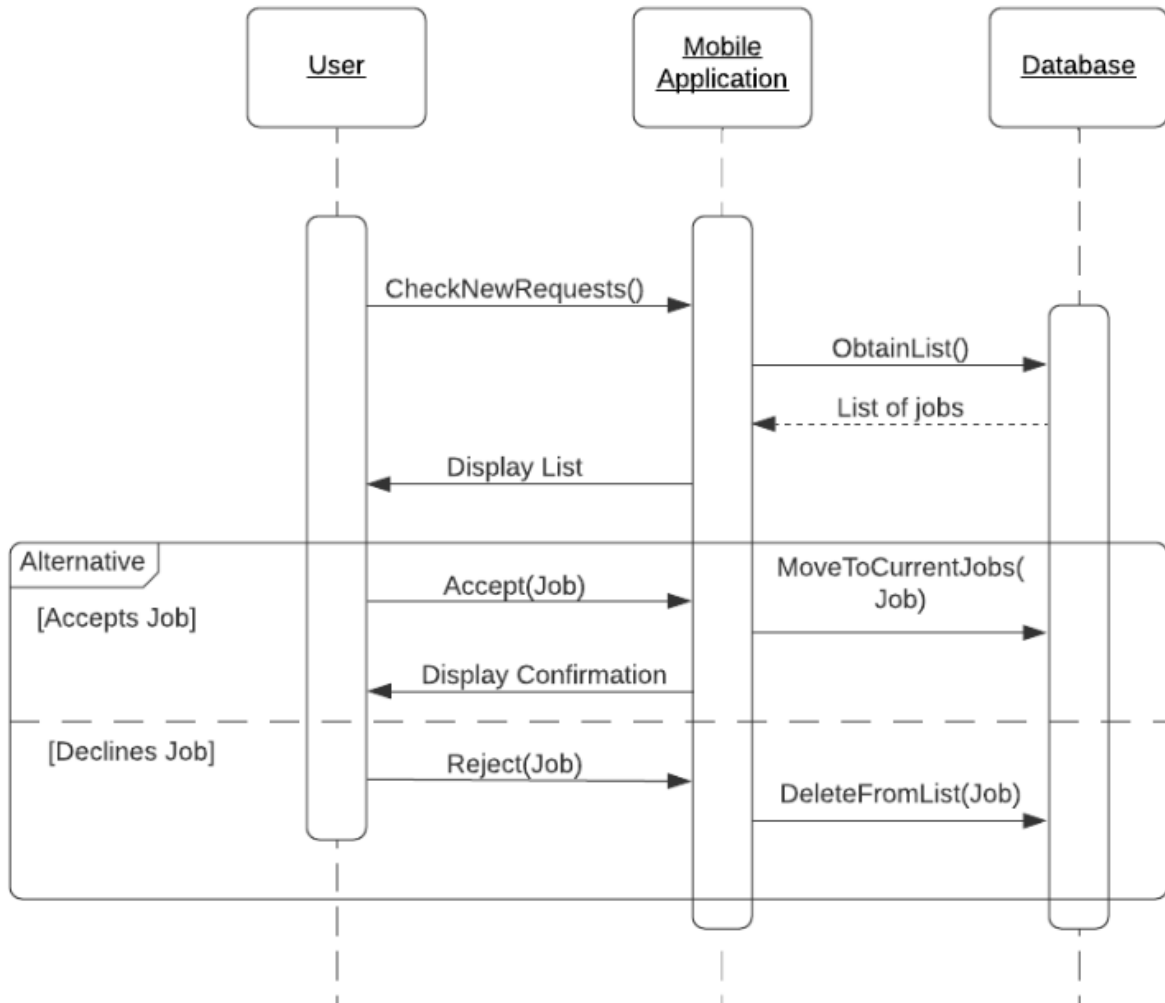 User
Mobile
Application
Database
CheckNewRequests()
ObtainList()
List of jobs
Display List
Alternative
[Accepts Job]
Accept(Job)
MoveToCurrentJobs(
Job)
Display Confirmation
[Declines Job]
Reject(Job)
DeleteFromList(Job)